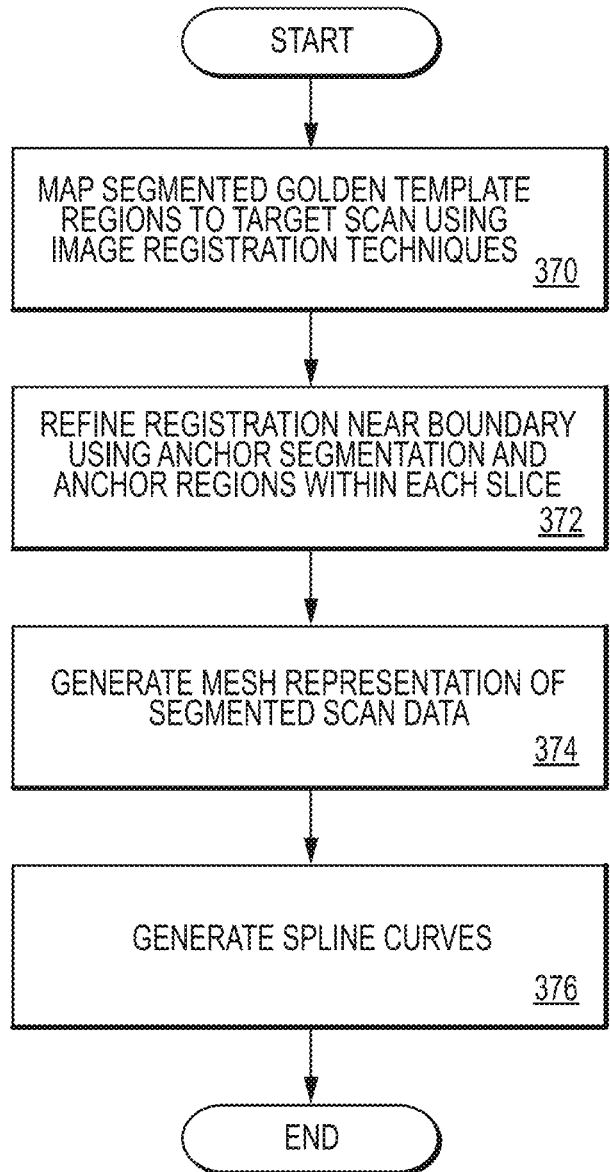 START
MAP SEGMENTED GOLDEN TEMPLATE
REGIONS TO TARGET SCAN USING
IMAGE REGISTRATION TECHNIQUES
370
REFINE REGISTRATION NEAR BOUNDARY
USING ANCHOR SEGMENTATION AND
ANCHOR REGIONS WITHIN EACH SLICE
372
GENERATE MESH REPRESENTATION OF
SEGMENTED SCAN DATA
374
GENERATE SPLINE CURVES
376
END